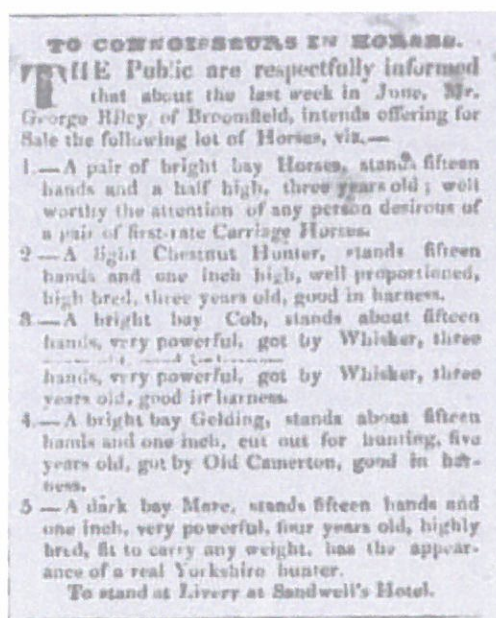 TO CONNOISSEURS IN HORSES.
THE Public are respectfully informed
that about the last week in June, Mr.
George Riley, of Broomfield, intends offering for
Sale the following lot of Horses, viz.—
1.—A pair of bright bay Horses, stand fifteen
hands and a half high, three years old; well
worthy the attention of any person desirous of
a pair of first-rate Carriage Horses.
2—A light Chestnut Hunter, stands fifteen
hands and one inch high, well proportioned,
high bred, three years old, good in harness.
3.—A bright bay Cob, stands about fifteen
hands, very powerful, got by Whisker, three
hands, very powerful, got by Whisker, three
years old, good in harness.
4.—A bright bay Gelding, stands about fifteen
hands and one inch, cut out for hunting, five
years old, got by Old Camerton, good in har-
ness.
5—A dark bay Mare, stands fifteen hands and
one inch, very powerful, four years old, highly
bred, fit to carry any weight, has the appear-
ance of a real Yorkshire hunter.
To stand at Livery at Sandwell's Hotel.